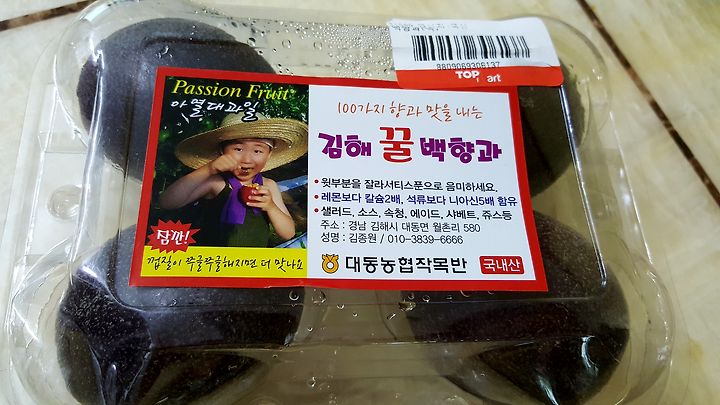 8809069306137
TOP art
Passion Fruit
아열대과일
잠깐!
껍질이 쭈글쭈글해지면 더 맛나요
100가지 향과 맛을 내는
김해 꿀 백향과
• 윗부분을 잘라서티스푼으로 음미하세요.
• 레몬보다 칼슘2배, 석류보다 니아신5배 함유
• 샐러드, 소스, 속청, 에이드, 샤베트, 쥬스등
주소 : 경남 김해시 대동면 월촌리 580
성명 : 김종원 / 010-3839-6666
대동농협작목반 국내산